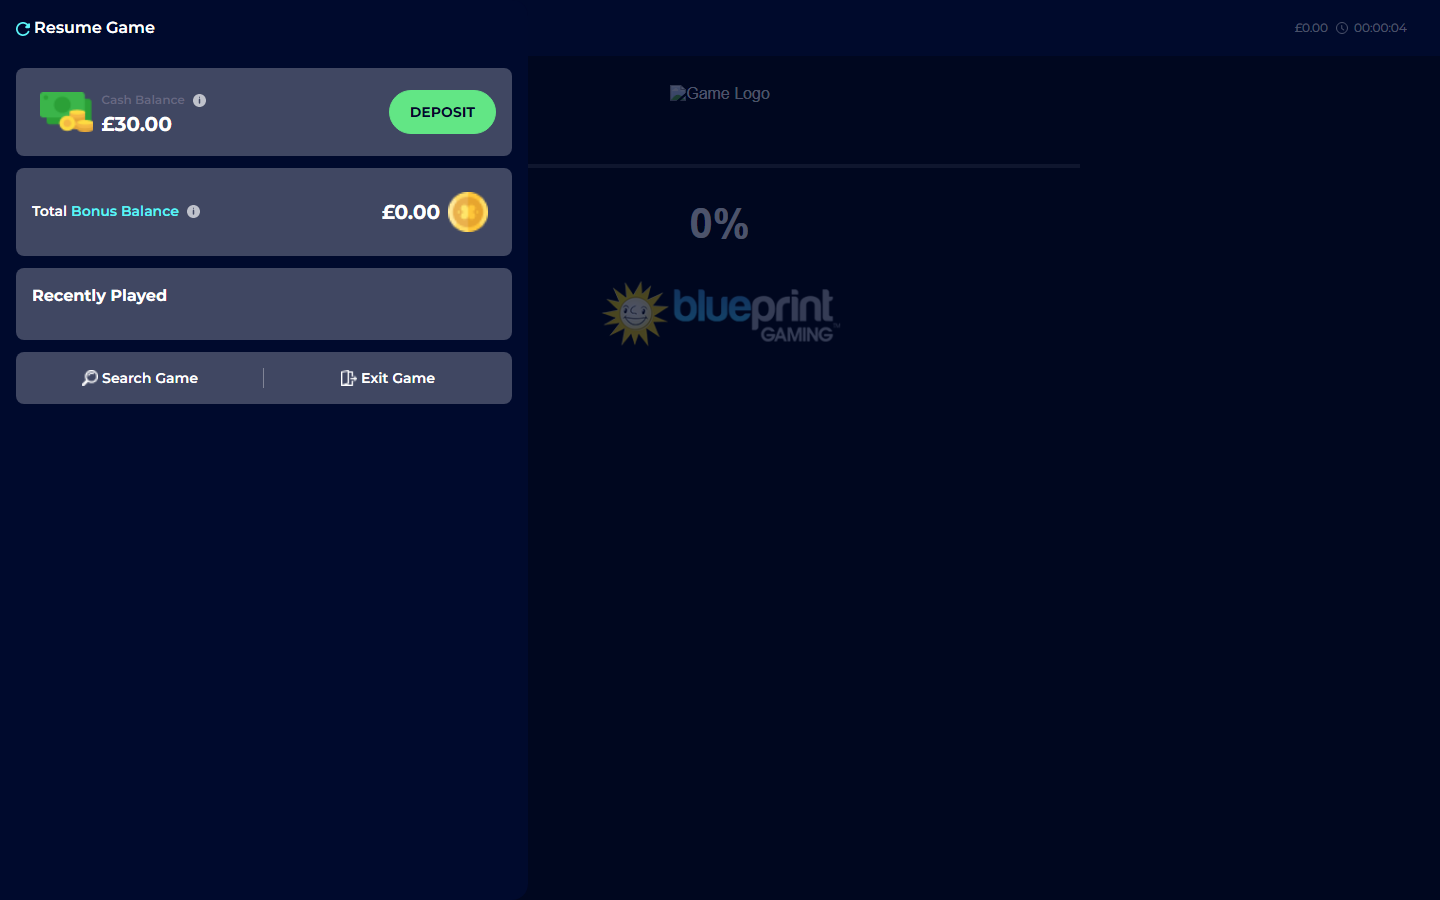 Resume Game
£0.00 00:00:04
Cash Balance
£30.00
DEPOSIT
Total Bonus Balance
£0.00
Recently Played
Search Game
Exit Game
Game Logo
0%
blueprint
GAMING